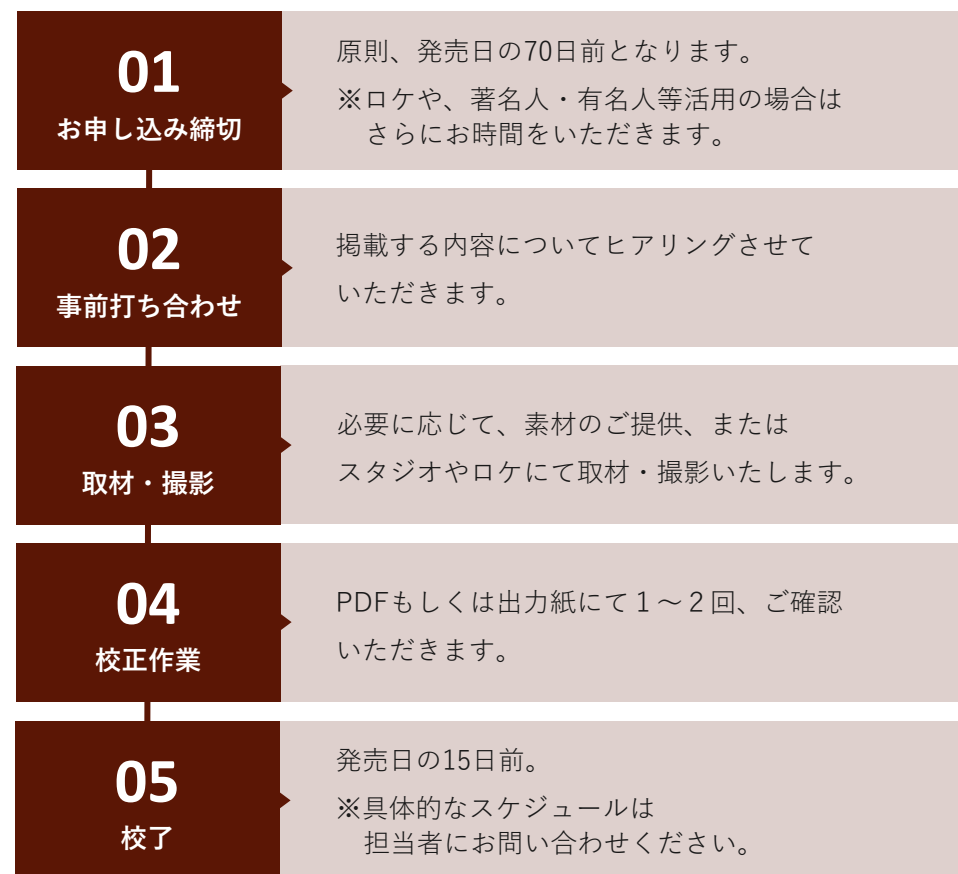 01
お申し込み締切
原則、発売日の70日前となります。
※ロケや、著名人・有名人等活用の場合は
さらにお時間をいただきます。
02
事前打ち合わせ
掲載する内容についてヒアリングさせて
いただきます。
03
取材・撮影
必要に応じて、素材のご提供、または
スタジオやロケにて取材・撮影いたします。
04
校正作業
PDFもしくは出力紙にて１～２回、ご確認
いただきます。
05
校了
発売日の15日前。
※具体的なスケジュールは
担当者にお問い合わせください。